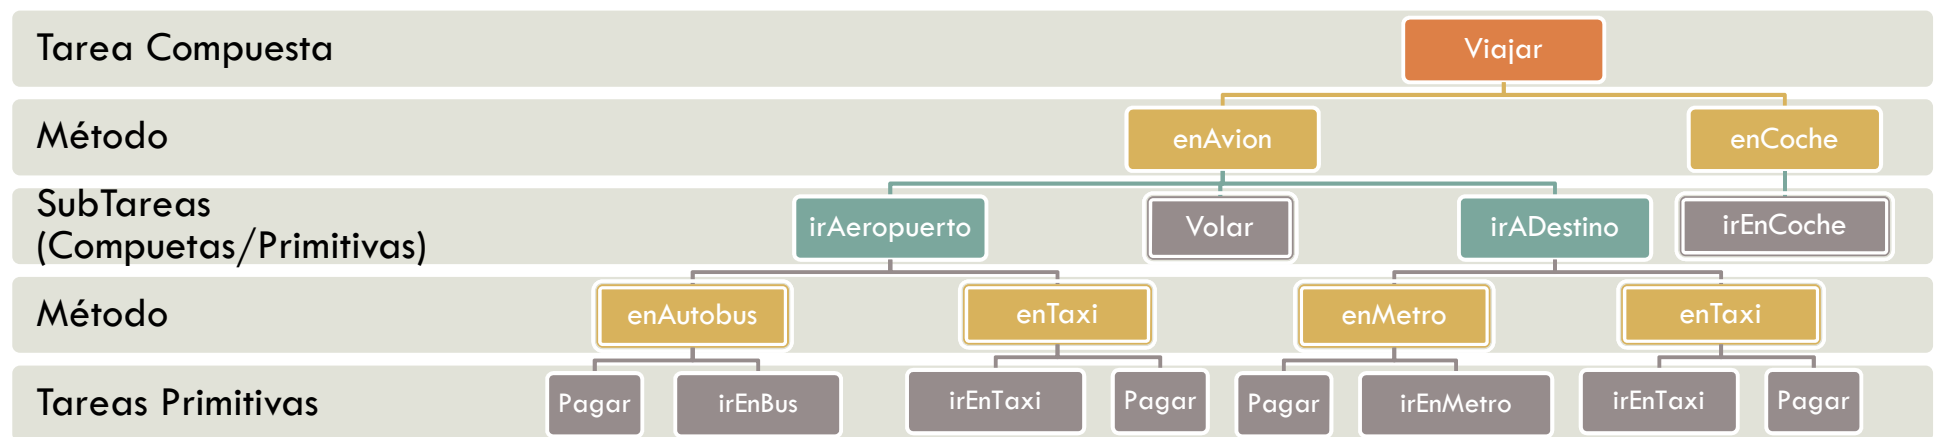 Tarea Compuesta
Viajar
Método
enAvion
enCoche
SubTareas
(Compuetas/Primitivas)
irAeropuerto
Volar
irADestino
irEnCoche
Método
enAutobus
enTaxi
enMetro
enTaxi
Tareas Primitivas
Pagar
irEnBus
irEnTaxi
Pagar
Pagar
irEnMetro
irEnTaxi
Pagar